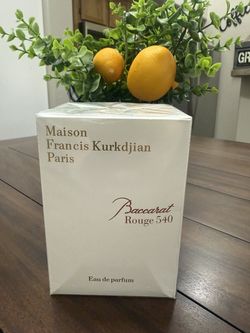 Maison
Francis Kurkdjian
Paris
Baccarat
Rouge 540
Eau de parfum